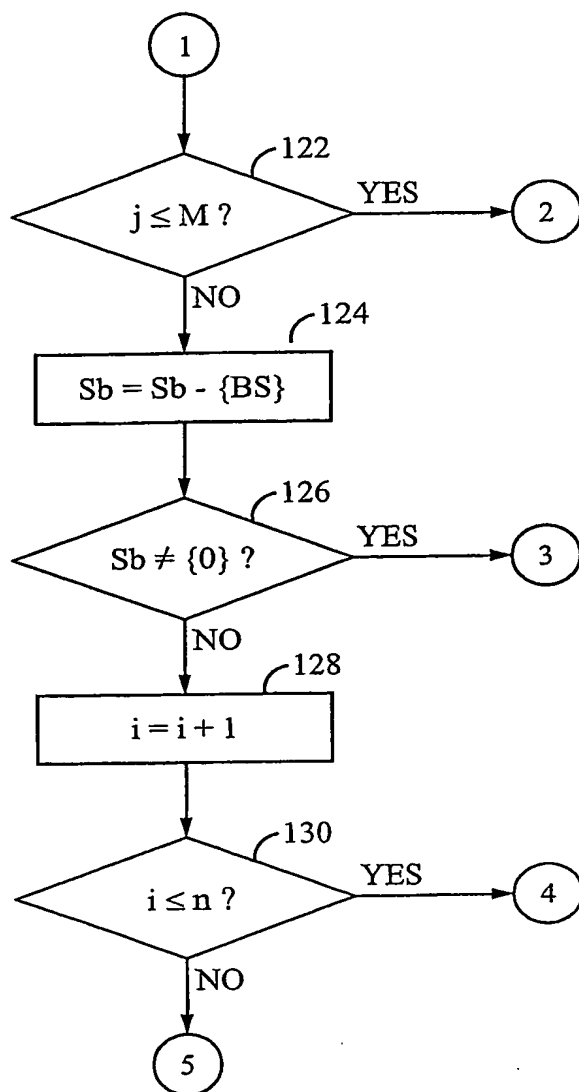 1
122
j ≤ M ?
YES
2
NO
124
Sb = Sb - {BS}
126
Sb ≠ {0} ?
YES
3
NO
128
i = i + 1
130
i ≤ n ?
YES
4
NO
5